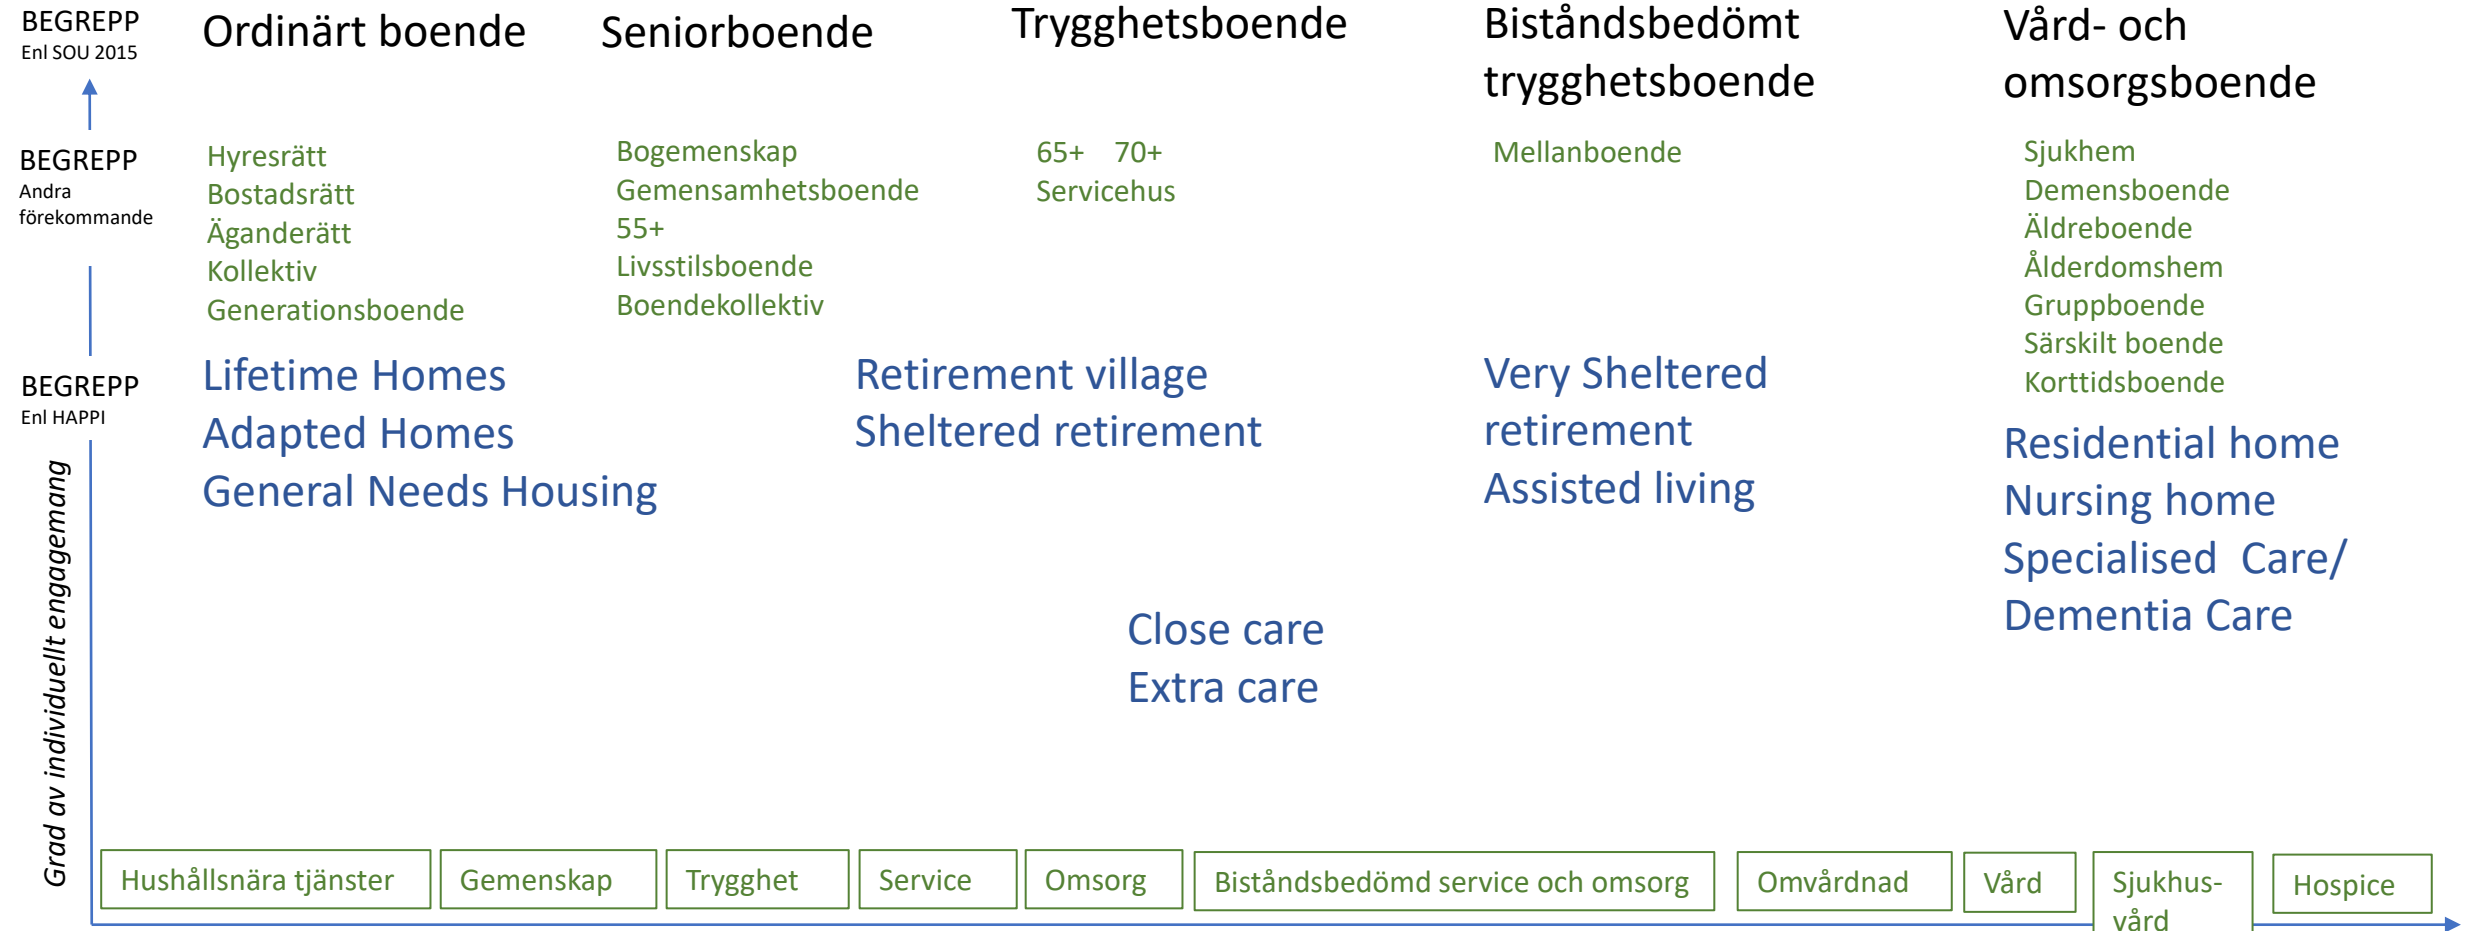 BEGREPP
Enl SOU 2015
Ordinärt boende
Seniorboende
Trygghetsboende
Biståndsbedömt
trygghetsboende
Vård- och
omsorgsboende
BEGREPP
Andra
förekommande
Hyresrätt
Bostadsrätt
Äganderätt
Kollektiv
Generationsboende
Bogemenskap
Gemensamhetsboende
55+
Livsstilsboende
Boendekollektiv
65+ 70+
Servicehus
Mellanboende
Sjukhem
Demensboende
Äldreboende
Ålderdomshem
Gruppboende
Särskilt boende
Korttidsboende
BEGREPP
Enl HAPPI
Lifetime Homes
Adapted Homes
General Needs Housing
Retirement village
Sheltered retirement
Very Sheltered
retirement
Assisted living
Residential home
Nursing home
Specialised Care/
Dementia Care
Close care
Extra care
Grad av individuellt engagemang
Hushållsnära tjänster
Gemenskap
Trygghet
Service
Omsorg
Biståndsbedömd service och omsorg
Omvårdnad
Vård
Sjukhus-
vård
Hospice